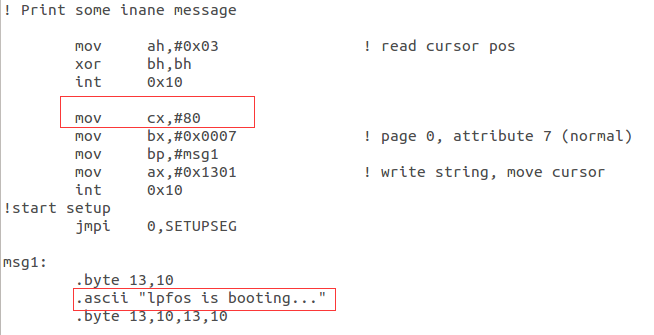 ! Print some inane message
mov ah,#0x03 ! read cursor pos
xor bh,bh
int 0x10
mov cx,#80
mov bx,#0x0007 ! page 0, attribute 7 (normal)
mov bp,#msg1
mov ax,#0x1301 ! write string, move cursor
int 0x10
!start setup
jmpi 0,SETUPSEG
msg1:
.byte 13,10
.ascii "lpfos is booting..."
.byte 13,10,13,10